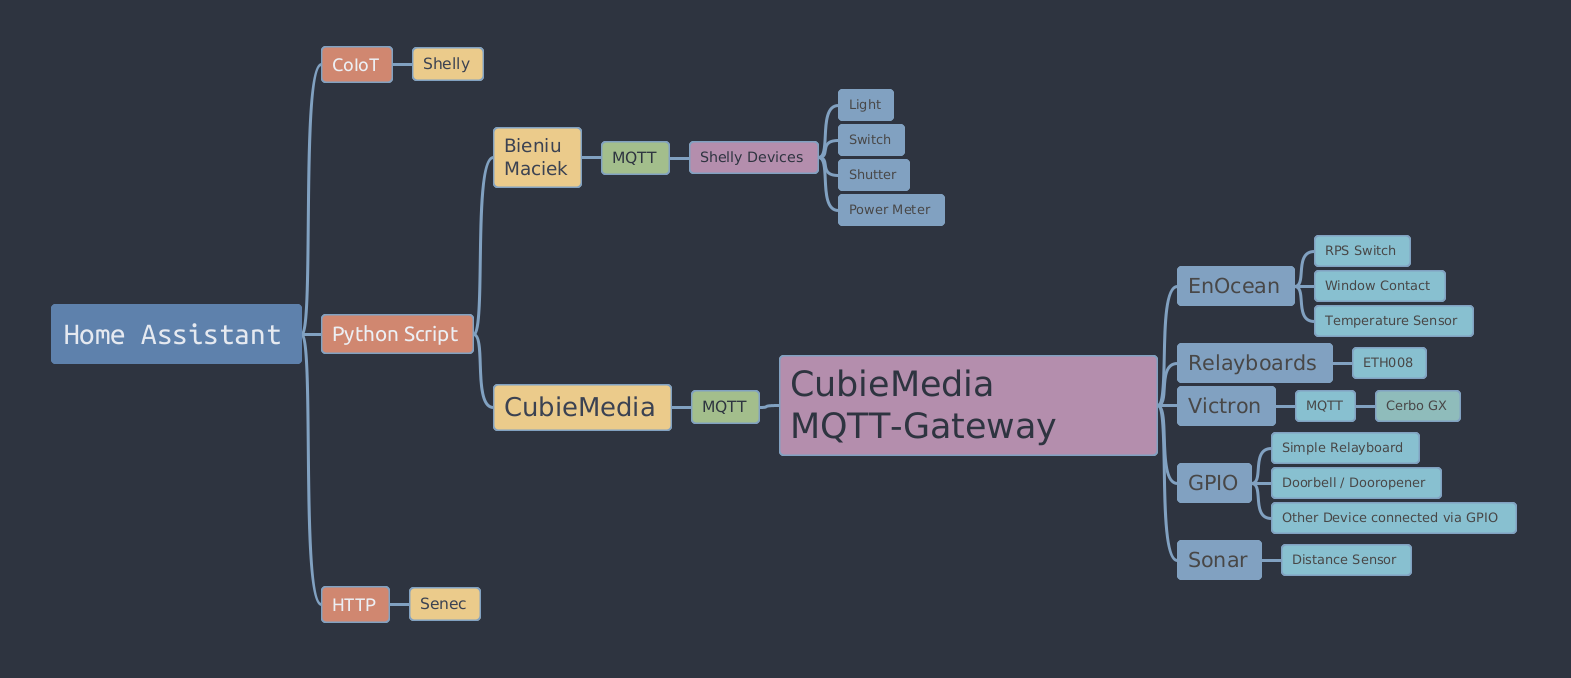 Home Assistant
CoIoT
Shelly
Python Script
Bieniu
Maciek
MQTT
Shelly Devices
Light
Switch
Shutter
Power Meter
CubieMedia
MQTT
CubieMedia
MQTT-Gateway
EnOcean
RPS Switch
Window Contact
Temperature Sensor
Relayboards
ETH008
Victron
MQTT
Cerbo GX
GPIO
Simple Relayboard
Doorbell / Dooropener
Other Device connected via GPIO
Sonar
Distance Sensor
HTTP
Senec